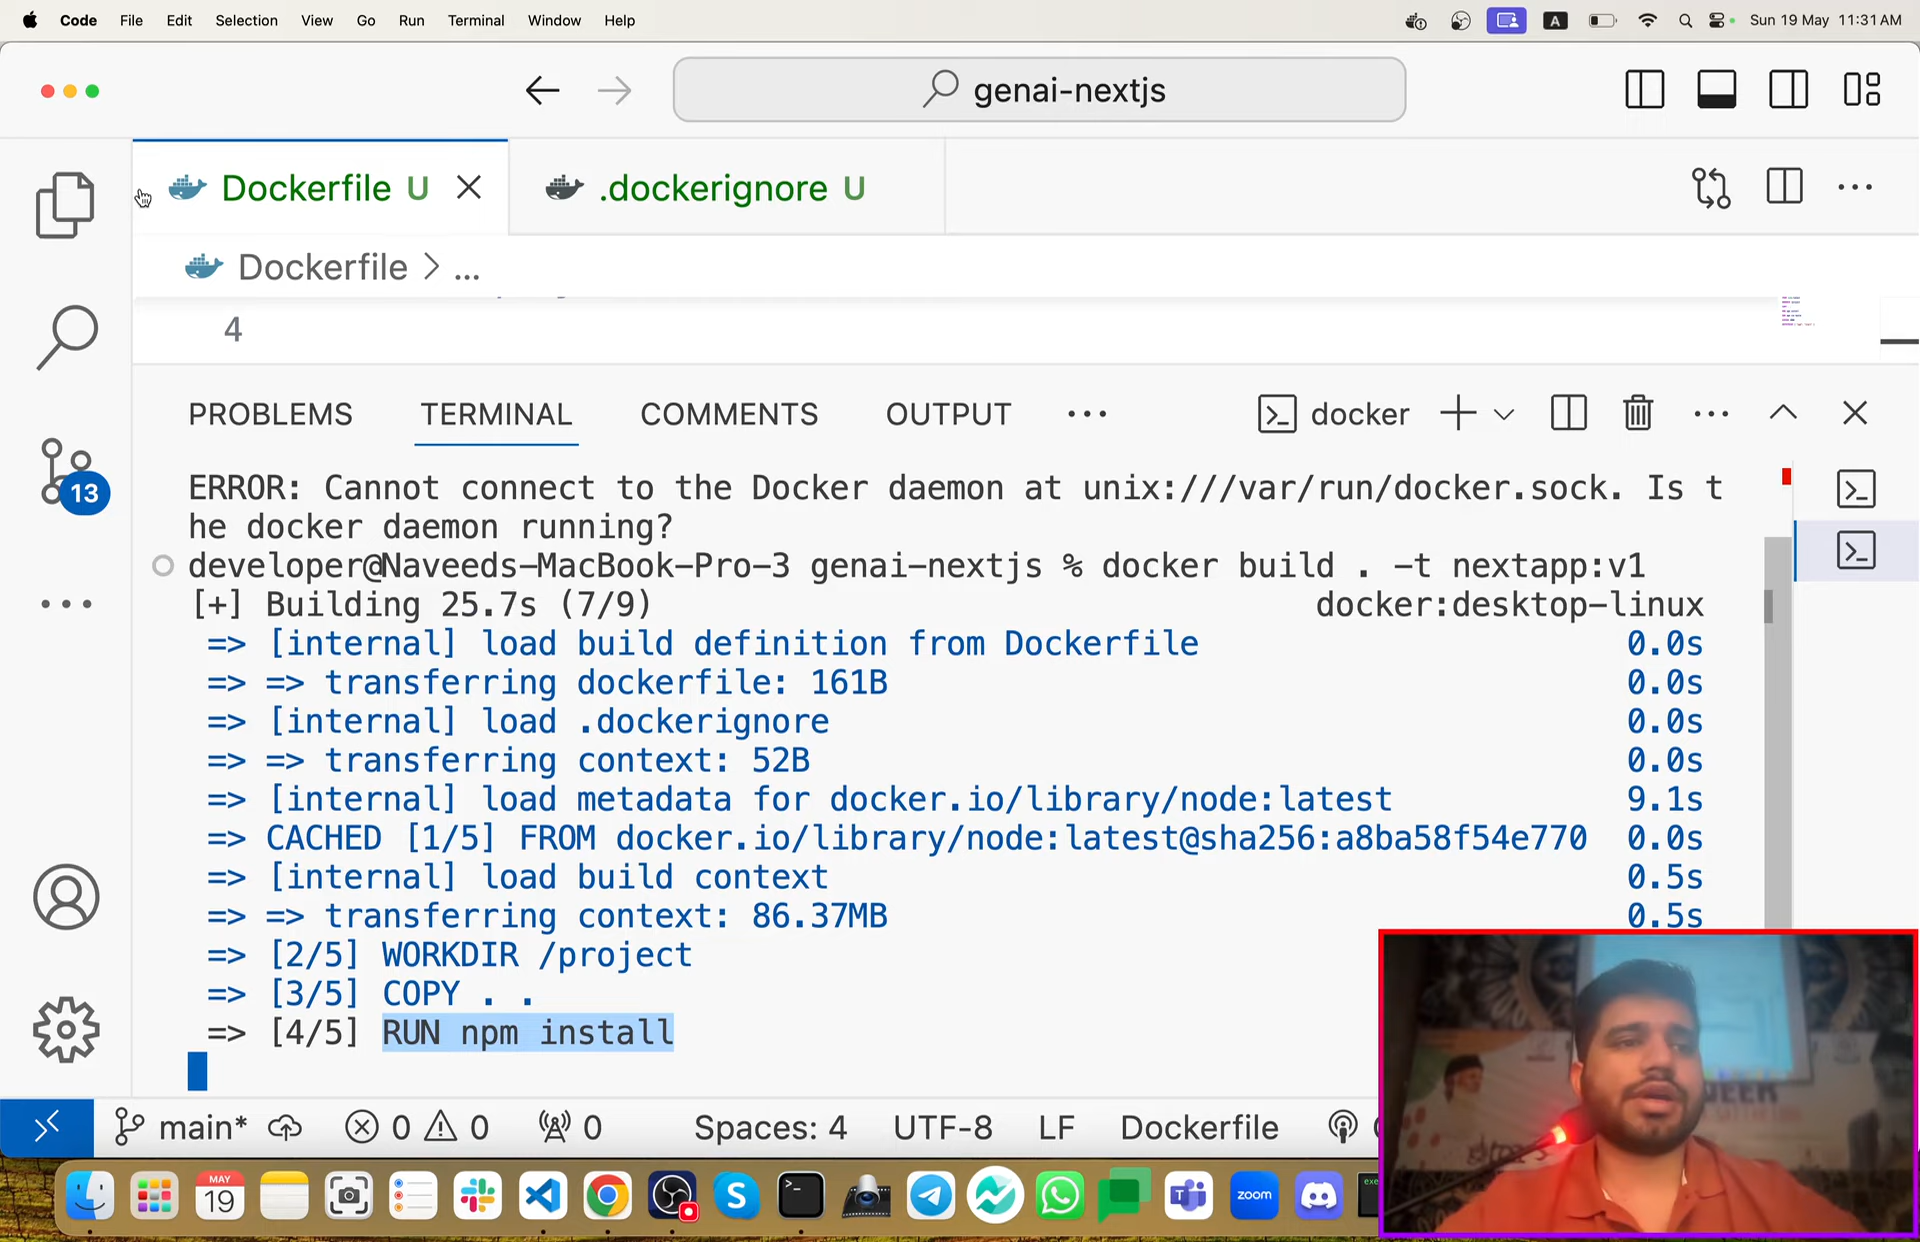 Code File Edit Selection View Go Run Terminal Window Help A Sun 19 May 11:31 AM
genai-nextjs
Dockerfile U .dockerignore U
Dockerfile > ...
4
PROBLEMS TERMINAL COMMENTS OUTPUT ... docker
ERROR: Cannot connect to the Docker daemon at unix:///var/run/docker.sock. Is t
he docker daemon running?
developer@Naveeds-MacBook-Pro-3 genai-nextjs % docker build . -t nextapp:v1
[+] Building 25.7s (7/9) docker:desktop-linux
=> [internal] load build definition from Dockerfile 0.0s
=> => transferring dockerfile: 161B 0.0s
=> [internal] load .dockerignore 0.0s
=> => transferring context: 52B 0.0s
=> [internal] load metadata for docker.io/library/node:latest 9.1s
=> CACHED [1/5] FROM docker.io/library/node:latest@sha256:a8ba58f54e770 0.0s
=> [internal] load build context 0.5s
=> => transferring context: 86.37MB 0.5s
=> [2/5] WORKDIR /project
=> [3/5] COPY . .
=> [4/5] RUN npm install
13
main* 0 0 0 Spaces: 4 UTF-8 LF Dockerfile
MAY
19
S
zoom
exe